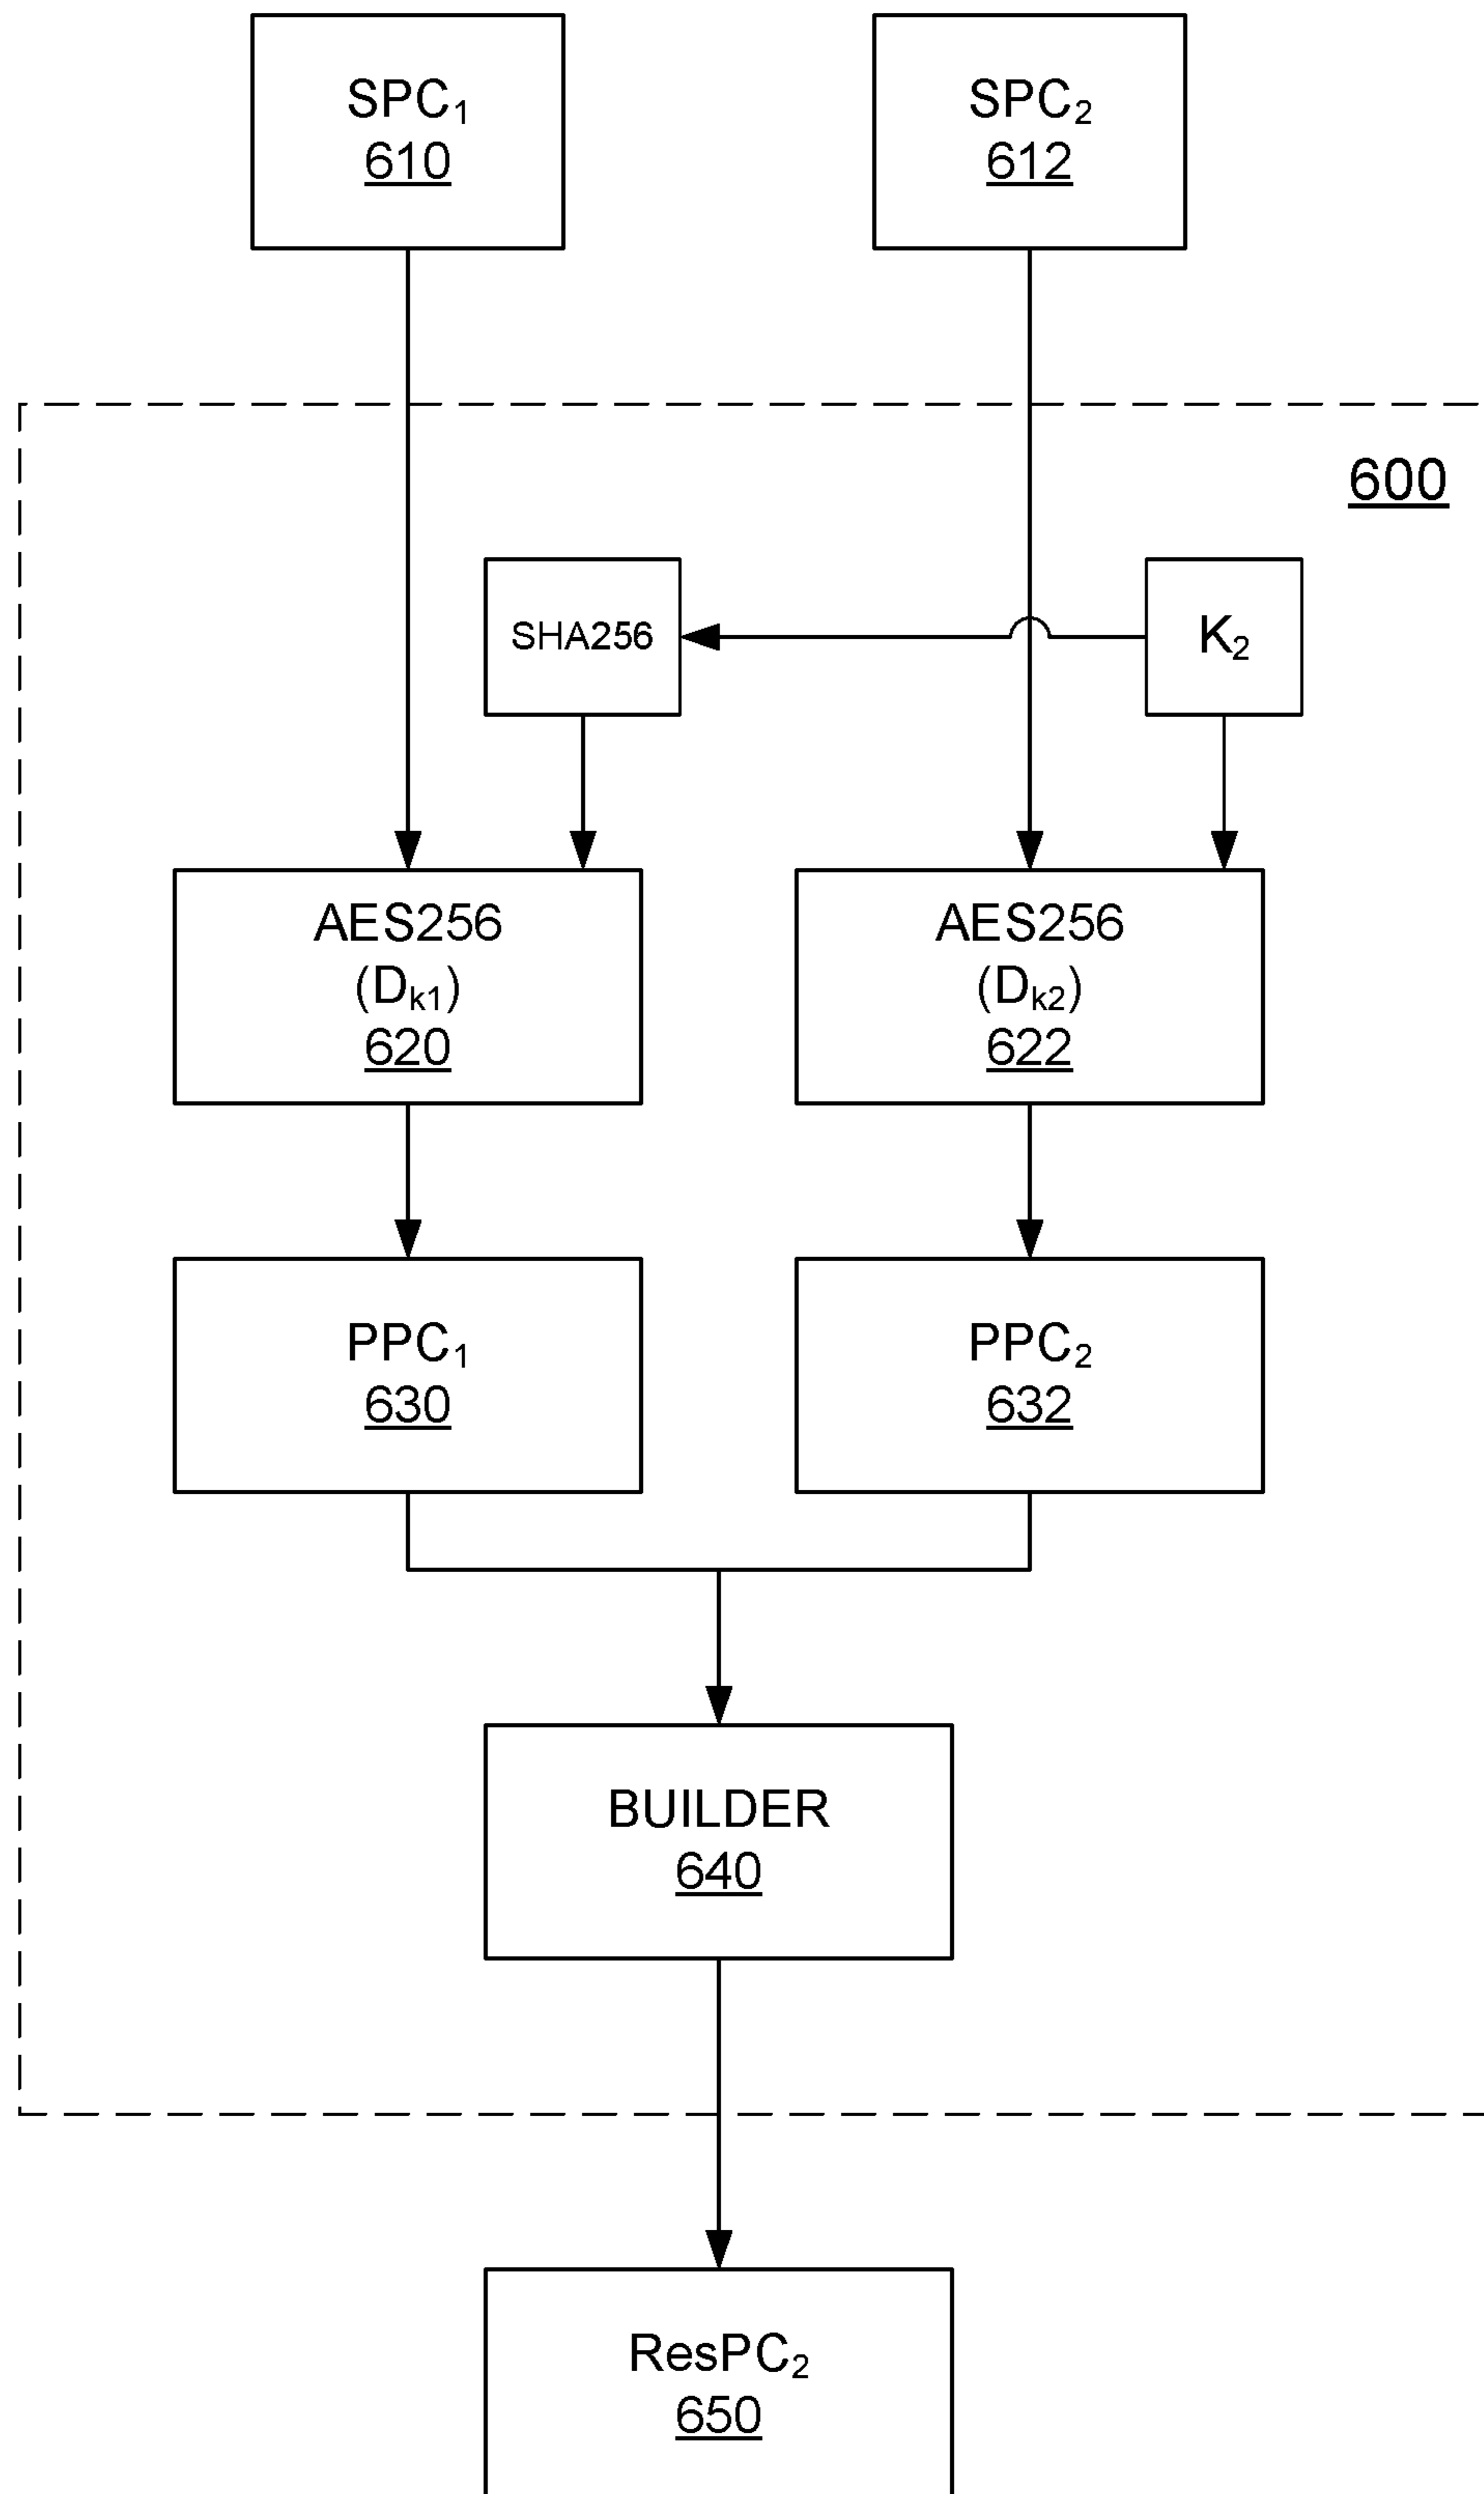 SPC₁
610
SPC₂
612
600
SHA256
K₂
AES256
(Dₖ₁)
620
AES256
(Dₖ₂)
622
PPC₁
630
PPC₂
632
BUILDER
640
ResPC₂
650